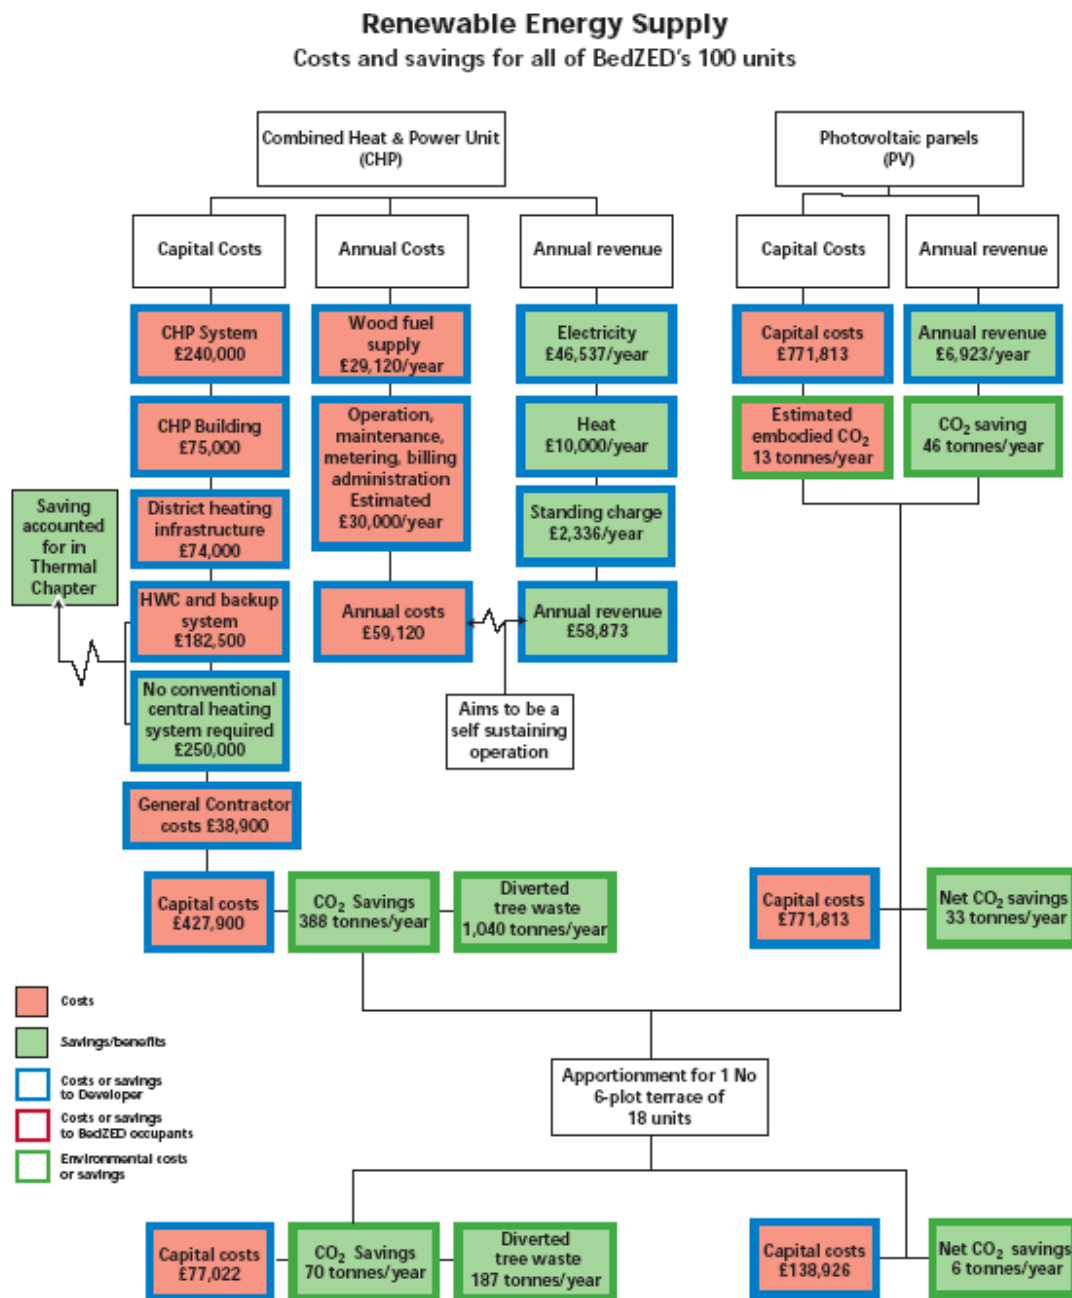 Renewable Energy Supply
Costs and savings for all of BedZED's 100 units
Combined Heat & Power Unit
(CHP)
Photovoltaic panels
(PV)
Capital Costs
Annual Costs
Annual revenue
Capital Costs
Annual revenue
CHP System
£240,000
Wood fuel
supply
£29,120/year
Electricity
£46,537/year
Capital costs
£771,813
Annual revenue
£6,923/year
CHP Building
£75,000
Operation,
maintenance,
metering, billing
administration
Estimated
£30,000/year
Heat
£10,000/year
Estimated
embodied CO₂
13 tonnes/year
CO₂ saving
46 tonnes/year
Saving
accounted
for in
Thermal
Chapter
District heating
infrastructure
£74,000
Standing charge
£2,336/year
HWC and backup
system
£182,500
Annual costs
£59,120
Annual revenue
£58,873
No conventional
central heating
system required
£250,000
Aims to be a
self sustaining
operation
General Contractor
costs £38,900
Capital costs
£427,900
CO₂ Savings
388 tonnes/year
Diverted
tree waste
1,040 tonnes/year
Capital costs
£771,813
Net CO₂ savings
33 tonnes/year
Costs
Savings/benefits
Costs or savings
to Developer
Costs or savings
to BedZED occupants
Environmental costs
or savings
Apportionment for 1 No
6-plot terrace of
18 units
Capital costs
£77,022
CO₂ Savings
70 tonnes/year
Diverted
tree waste
187 tonnes/year
Capital costs
£138,926
Net CO₂ savings
6 tonnes/year